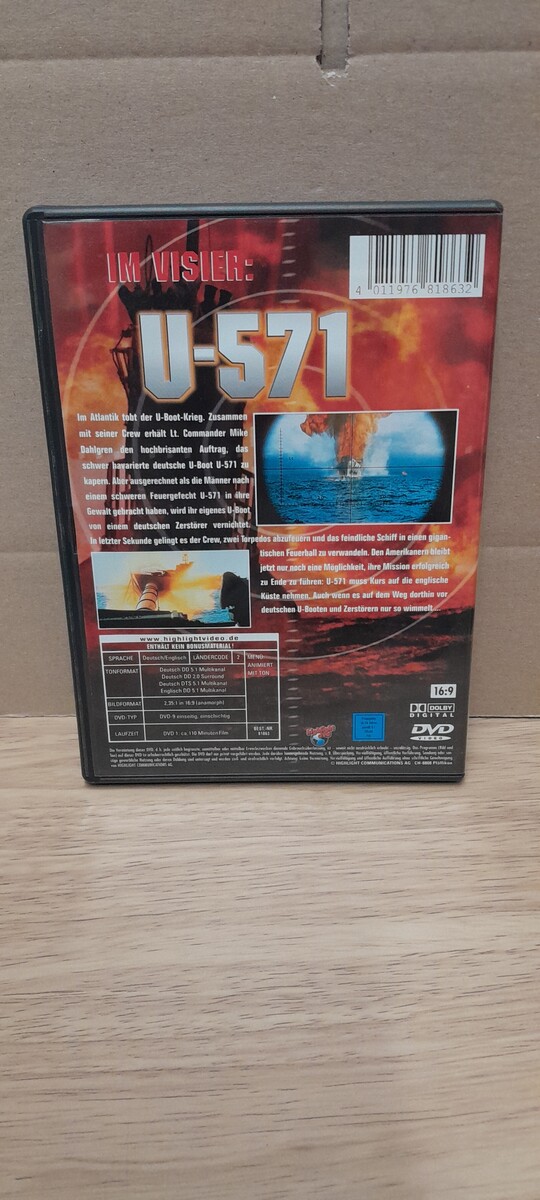 IM VISIER:
4 011976 818632
U-571
Im Atlantik tobt der U-Boot-Krieg. Zusammen
mit seiner Crew erhält Lt. Commander Mike
Dahlgren den hochbrisanten Auftrag, das
schwer havarierte deutsche U-Boot U-571 zu
kapern. Aber ausgerechnet als die Männer nach
einem schweren Feuergefecht U-571 in ihre
Gewalt gebracht haben, wird ihr eigenes U-Boot
von einem deutschen Zerstörer vernichtet.
In letzter Sekunde gelingt es der Crew, zwei Torpedos abzufeuern und das feindliche Schiff in einen gigan-
tischen Feuerball zu verwandeln. Den Amerikanern bleibt
jetzt nur noch eine Möglichkeit, ihre Mission erfolgreich
zu Ende zu führen: U-571 muss Kurs auf die englische
Küste nehmen. Auch wenn es auf dem Weg dorthin vor
deutschen U-Booten und Zerstörern nur so wimmelt...
www.highlightvideo.de
ENTHÄLT KEIN BONUSMATERIAL!
SPRACHE Deutsch/Englisch LÄNDERCODE 2 MENÜ:
ANIMIERT
MIT TON
TONFORMAT Deutsch DD 5.1 Multikanal
Deutsch DD 2.0 Surround
Deutsch DTS 5.1 Multikanal
Englisch DD 5.1 Multikanal
BILDFORMAT 2.35:1 in 16:9 (anamorph)
DVD-TYP DVD-9 einseitig, zweischichtig
LAUFZEIT DVD 1: ca. 110 Minuten Film
BEST.-NR
16:9
DOLBY
DIGITAL
DVD
VIDEO
© HIGHLIGHT COMMUNICATIONS AG CH-8808 Pfäffikon